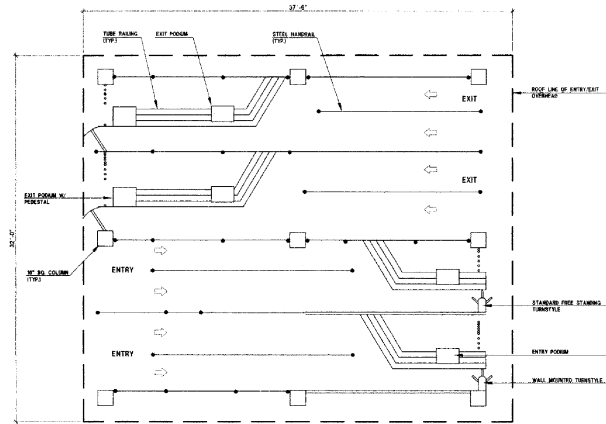 37'-6"
TUBE RAILING
(TYP.)
EXIT PODIUM
STEEL HANDRAIL
(TYP.)
ROOF LINE OF ENTRY/EXIT
OVERHEAD
EXIT
EXIT
EXIT PODIUM W/
PEDESTAL
32'-0"
18" SQ. COLUMN
(TYP.)
ENTRY
ENTRY
STANDARD FREE STANDING
TURNSTYLE
ENTRY PODIUM
WALL MOUNTED TURNSTYLE